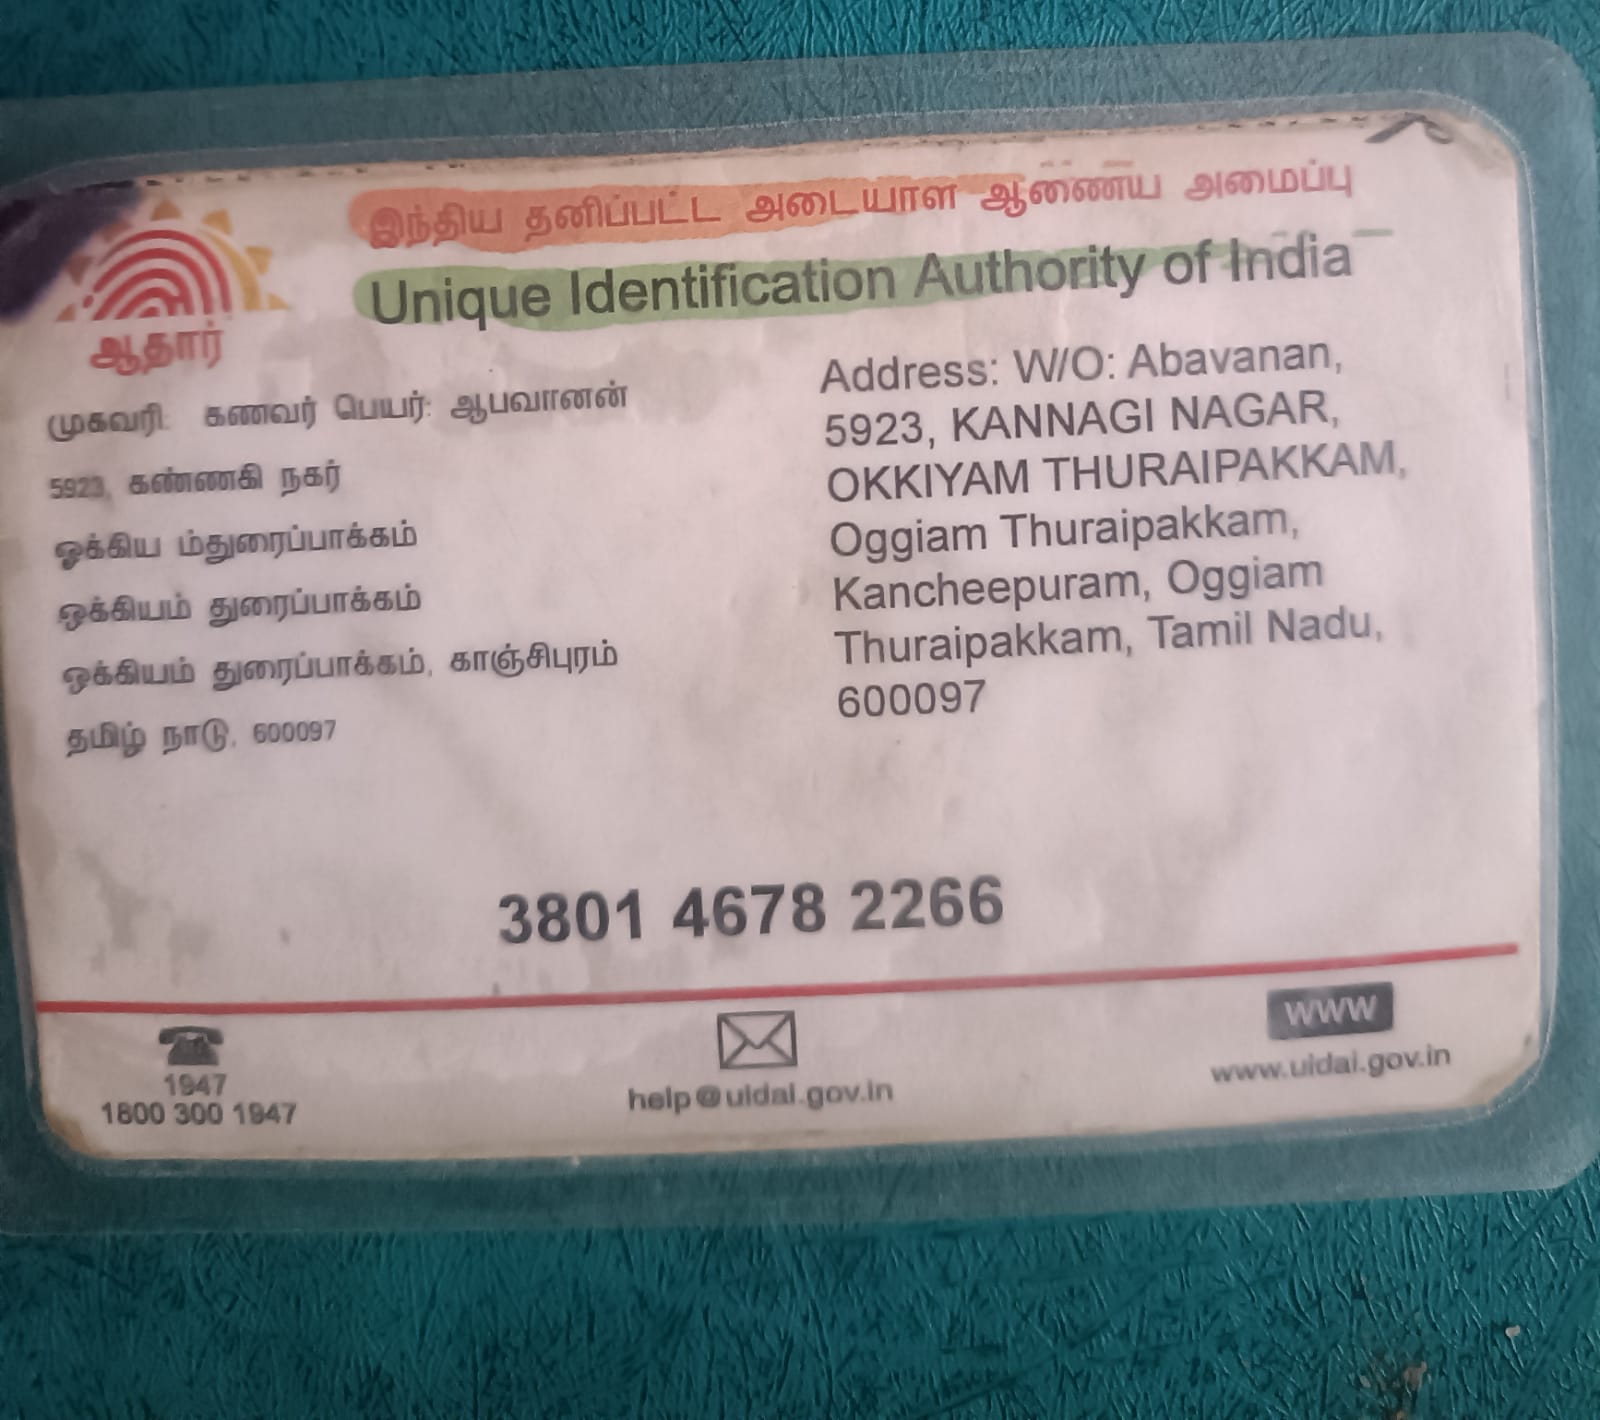 இந்திய தனிப்பட்ட அடையாள ஆணைய அமைப்பு
Unique Identification Authority of India
ஆதார்
முகவரி: கணவர் பெயர்: ஆபவானன்
5923, கண்ணகி நகர்
ஒக்கிய ம்துரைப்பாக்கம்
ஒக்கியம் துரைப்பாக்கம்
ஒக்கியம் துரைப்பாக்கம், காஞ்சிபுரம்
தமிழ் நாடு, 600097
Address: W/O: Abavanan,
5923, KANNAGI NAGAR,
OKKIYAM THURAIPAKKAM,
Oggiam Thuraipakkam,
Kancheepuram, Oggiam
Thuraipakkam, Tamil Nadu,
600097
3801 4678 2266
1947
1800 300 1947
help@uidai.gov.in
WWW
www.uidai.gov.in